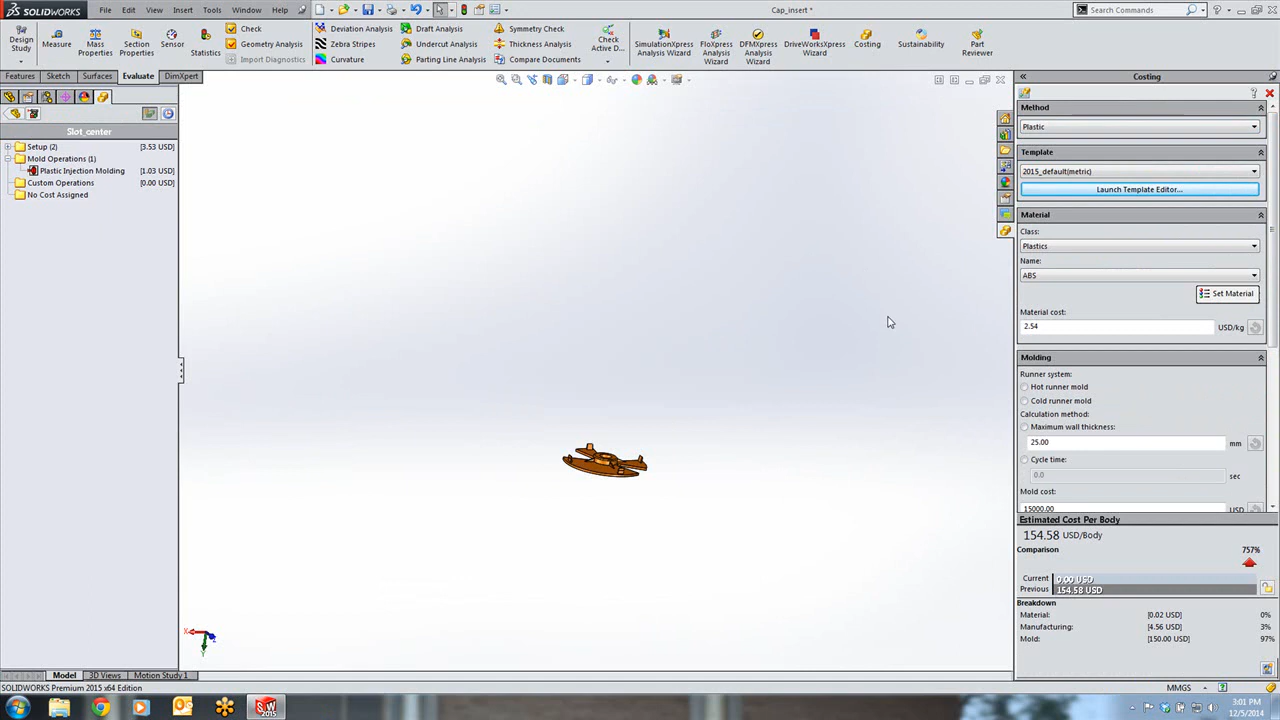 SOLIDWORKS File Edit View Insert Tools Window Help Cap_insert * Search Commands
Design Study
Measure
Mass Properties
Section Properties
Sensor
Statistics
Check
Geometry Analysis
Import Diagnostics
Deviation Analysis
Zebra Stripes
Curvature
Draft Analysis
Undercut Analysis
Parting Line Analysis
Symmetry Check
Thickness Analysis
Compare Documents
Check Active D...
SimulationXpress Analysis Wizard
FloXpress Analysis Wizard
DFMXpress Analysis Wizard
DriveWorksXpress Wizard
Costing
Sustainability
Part Reviewer
Features Sketch Surfaces Evaluate DimXpert
Slot_center
Setup (2) [3.53 USD]
Mold Operations (1)
Plastic Injection Molding [1.03 USD]
Custom Operations [0.00 USD]
No Cost Assigned
X
Y
Z
Costing
Method
Plastic
Template
2015_default(metric)
Launch Template Editor...
Material
Class:
Plastics
Name:
ABS
Set Material
Material cost:
2.54 USD/kg
Molding
Runner system:
Hot runner mold
Cold runner mold
Calculation method:
Maximum wall thickness:
25.00 mm
Cycle time:
0.0 sec
Mold cost:
15000.00 USD
Estimated Cost Per Body
154.58 USD/Body
Comparison 757%
Current 0.00 USD
Previous 154.58 USD
Breakdown
Material: [0.02 USD] 0%
Manufacturing: [4.56 USD] 3%
Mold: [150.00 USD] 97%
Model 3D Views Motion Study 1
SOLIDWORKS Premium 2015 x64 Edition MMGS
SW 2015
3:01 PM
12/5/2014